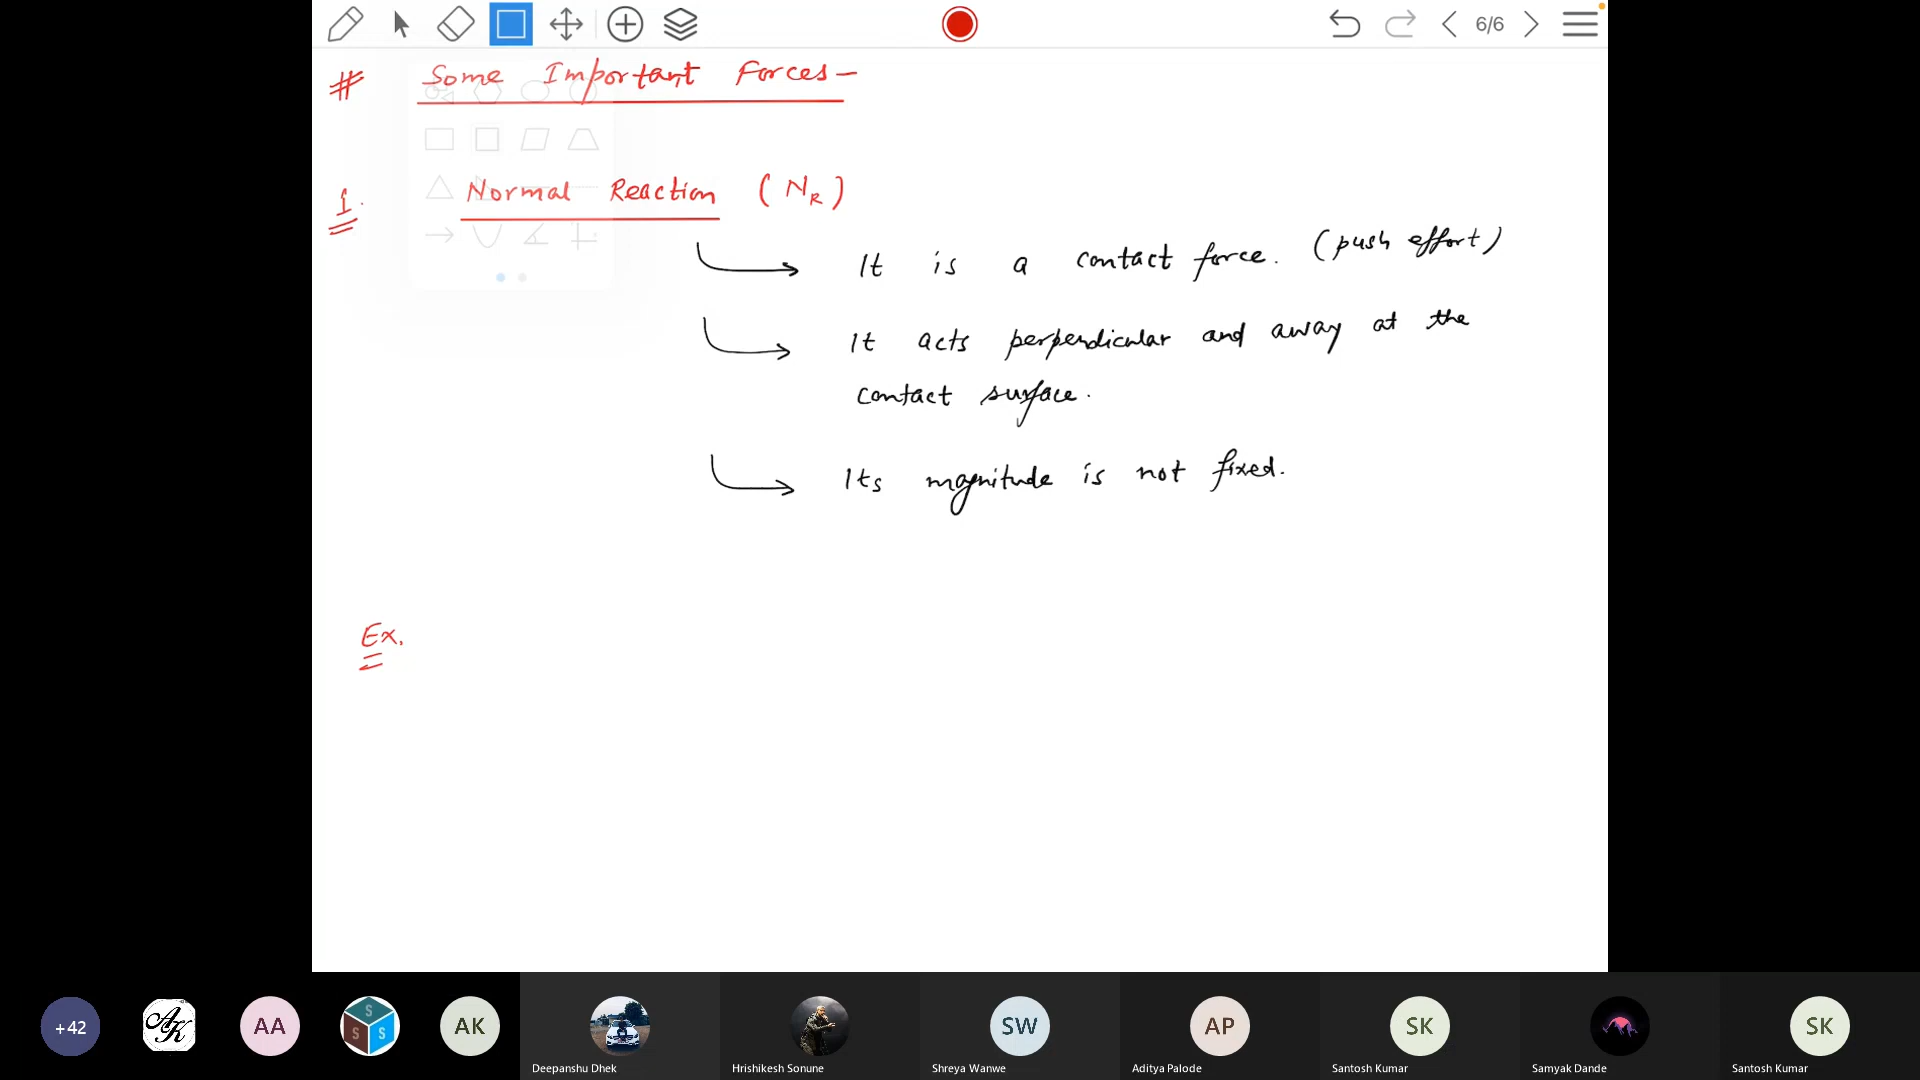 6/6
# Some Important Forces-
1. Normal Reaction (NR)
It is a contact force. (push effort)
It acts perpendicular and away at the
contact surface.
Its magnitude is not fixed.
Ex.
+42 AK AA S S S AK SW AP SK SK
Deepanshu Dhek Hrishikesh Sonune Shreya Wanwe Aditya Palode Santosh Kumar Samyak Dande Santosh Kumar